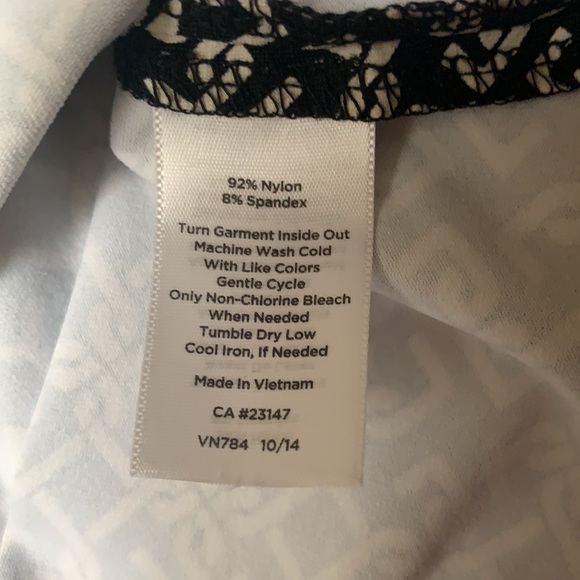 92% Nylon
8% Spandex
Turn Garment Inside Out
Machine Wash Cold
With Like Colors
Gentle Cycle
Only Non-Chlorine Bleach
When Needed
Tumble Dry Low
Cool Iron, If Needed
Made In Vietnam
CA #23147
VN784 10/14